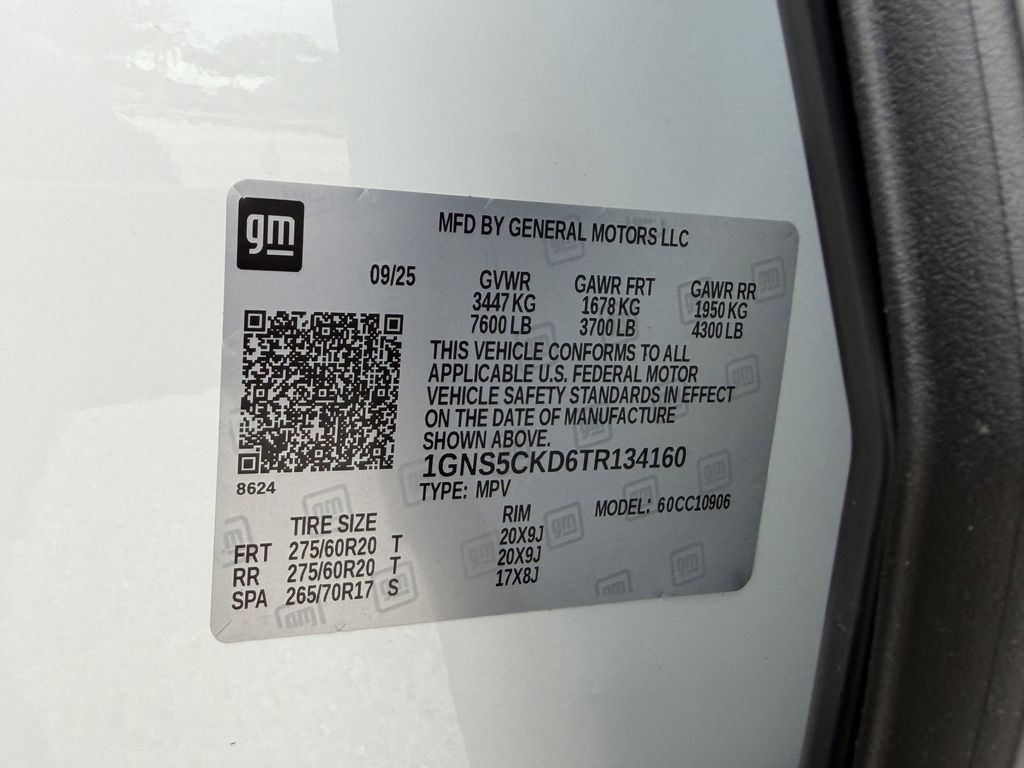 gm
MFD BY GENERAL MOTORS LLC
09/25 GVWR GAWR FRT GAWR RR
3447 KG 1678 KG 1950 KG
7600 LB 3700 LB 4300 LB
THIS VEHICLE CONFORMS TO ALL
APPLICABLE U.S. FEDERAL MOTOR
VEHICLE SAFETY STANDARDS IN EFFECT
ON THE DATE OF MANUFACTURE
SHOWN ABOVE.
1GNS5CKD6TR134160
8624
TYPE: MPV MODEL: 60CC10906
TIRE SIZE RIM
FRT 275/60R20 T 20X9J
RR 275/60R20 T 20X9J
SPA 265/70R17 S 17X8J